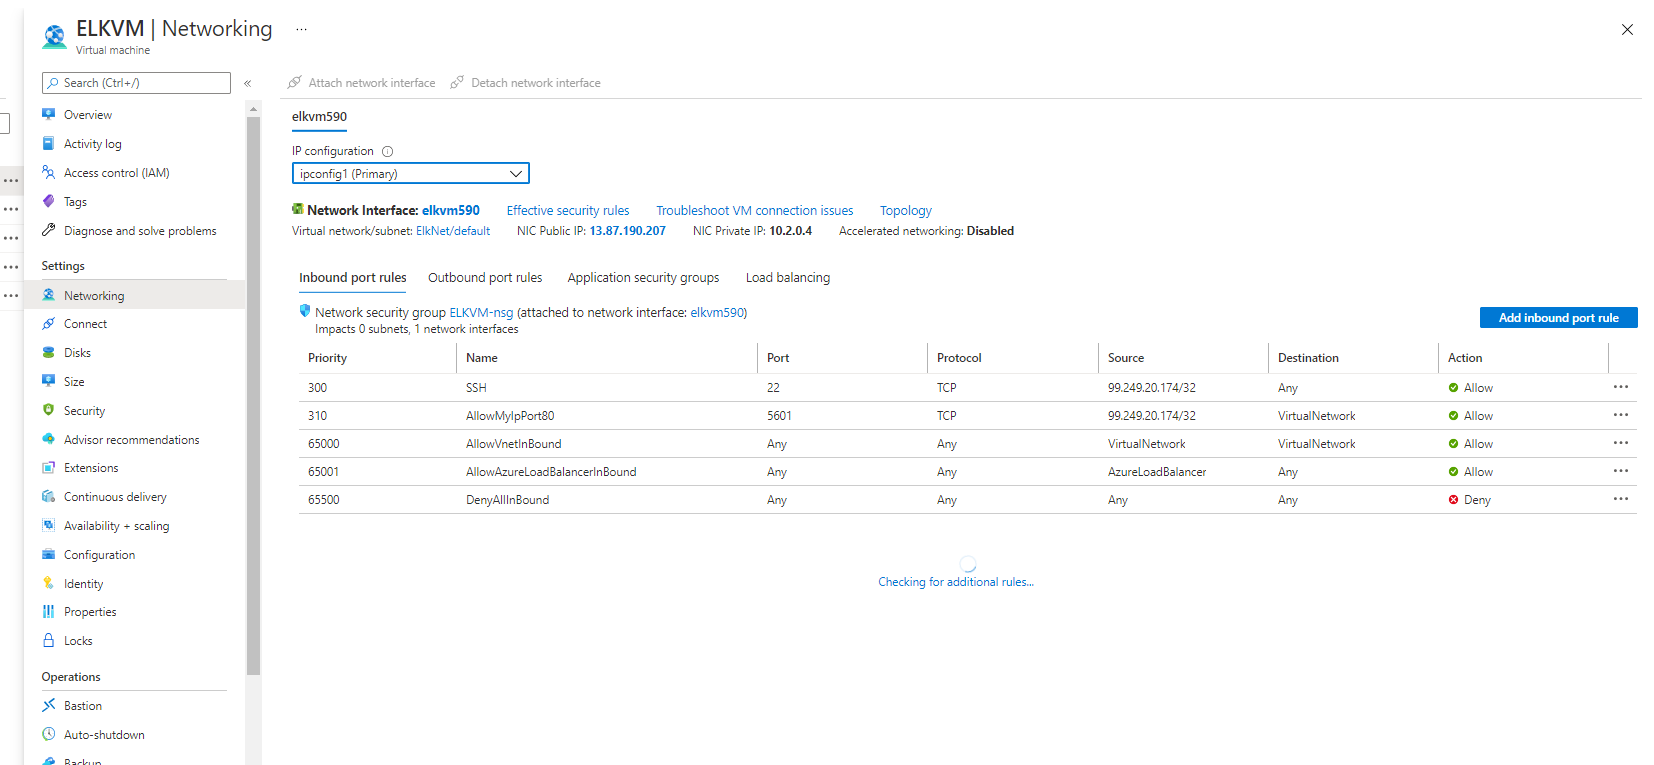 ELKVM | Networking ...
Virtual machine
Search (Ctrl+/) «
Attach network interface Detach network interface
Overview
Activity log
Access control (IAM)
Tags
Diagnose and solve problems
Settings
Networking
Connect
Disks
Size
Security
Advisor recommendations
Extensions
Continuous delivery
Availability + scaling
Configuration
Identity
Properties
Locks
Operations
Bastion
Auto-shutdown
Backup
elkvm590
IP configuration
ipconfig1 (Primary)
Network Interface: elkvm590 Effective security rules Troubleshoot VM connection issues Topology
Virtual network/subnet: ElkNet/default NIC Public IP: 13.87.190.207 NIC Private IP: 10.2.0.4 Accelerated networking: Disabled
Inbound port rules Outbound port rules Application security groups Load balancing
Network security group ELKVM-nsg (attached to network interface: elkvm590)
Impacts 0 subnets, 1 network interfaces
Add inbound port rule
Priority Name Port Protocol Source Destination Action
300 SSH 22 TCP 99.249.20.174/32 Any Allow
310 AllowMyIpPort80 5601 TCP 99.249.20.174/32 VirtualNetwork Allow
65000 AllowVnetInBound Any Any VirtualNetwork VirtualNetwork Allow
65001 AllowAzureLoadBalancerInBound Any Any AzureLoadBalancer Any Allow
65500 DenyAllInBound Any Any Any Any Deny
Checking for additional rules...